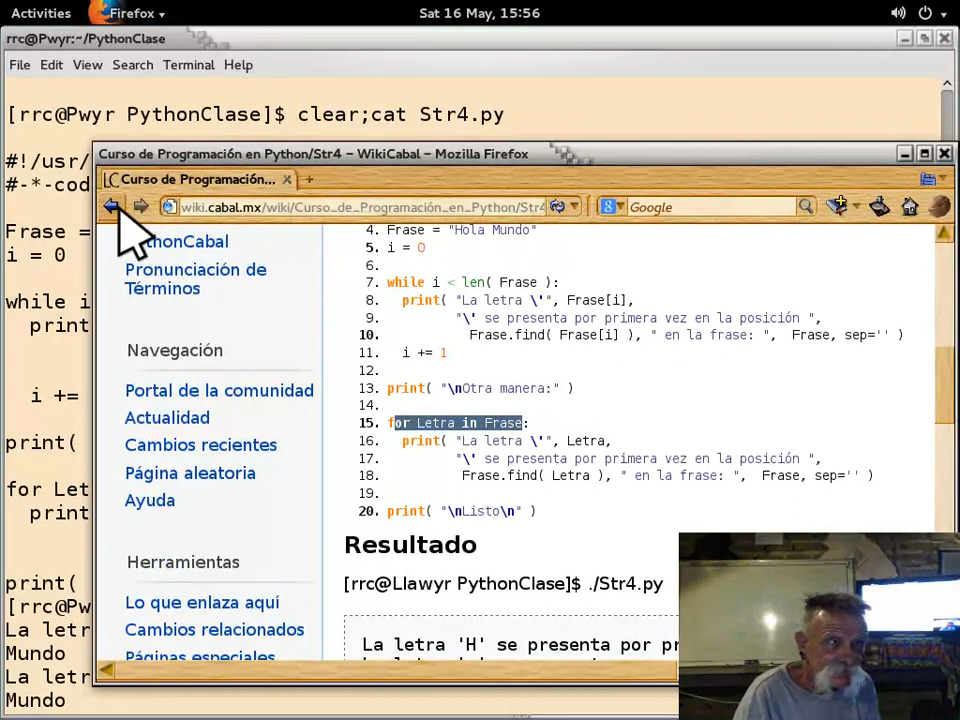 Activities Firefox Sat 16 May, 15:56
rrc@Pwyr:~/PythonClase
File Edit View Search Terminal Help
[rrc@Pwyr PythonClase]$ clear;cat Str4.py
#!/usr/
#-*-cod
Frase =
i = 0
while i
print
i +=
print(
for Let
print
print(
[rrc@Pw
La letr
Mundo
La letr
Mundo
Curso de Programación en Python/Str4 – WikiCabal – Mozilla Firefox
Curso de Programación...
wiki.cabal.mx/wiki/Curso_de_Programación_en_Python/Str4
Google
thonCabal
Pronunciación de
Términos
Navegación
Portal de la comunidad
Actualidad
Cambios recientes
Página aleatoria
Ayuda
Herramientas
Lo que enlaza aquí
Cambios relacionados
Páginas especiales
4. Frase = "Hola Mundo"
5. i = 0
6.
7. while i < len( Frase ):
8. print( "La letra \'", Frase[i],
9. "\' se presenta por primera vez en la posición ",
10. Frase.find( Frase[i] ), " en la frase: ", Frase, sep='' )
11. i += 1
12.
13. print( "\nOtra manera:" )
14.
15. for Letra in Frase:
16. print( "La letra \'", Letra,
17. "\' se presenta por primera vez en la posición ",
18. Frase.find( Letra ), " en la frase: ", Frase, sep='' )
19.
20. print( "\nListo\n" )
Resultado
[rrc@Llawyr PythonClase]$ ./Str4.py
La letra 'H' se presenta por pr